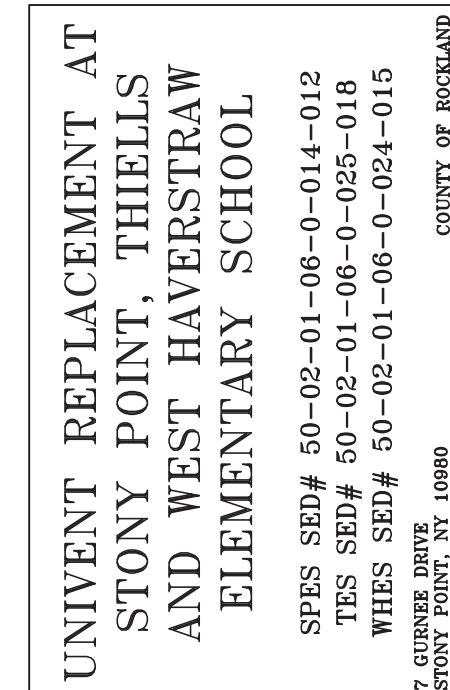 UNIVENT REPLACEMENT AT
STONY POINT, THIELLS
AND WEST HAVERSTRAW
ELEMENTARY SCHOOL
SPES SED# 50-02-01-06-0-014-012
TES SED# 50-02-01-06-0-025-018
WHES SED# 50-02-01-06-0-024-015
7 GURNEE DRIVE
STONY POINT, NY 10980 COUNTY OF ROCKLAND